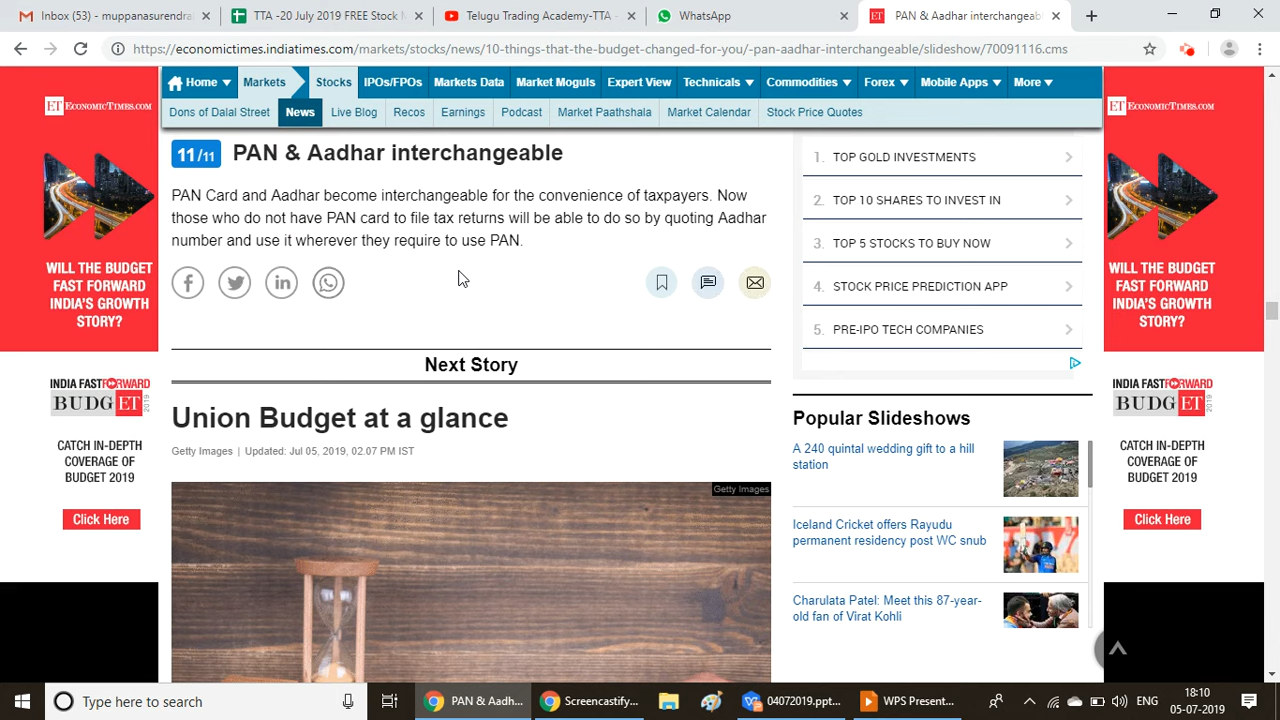 Inbox (53) - muppanasurendra
TTA -20 July 2019 FREE Stock M
Telugu Trading Academy-TTA -
WhatsApp
PAN & Aadhar interchangeab
https://economictimes.indiatimes.com/markets/stocks/news/10-things-that-the-budget-changed-for-you/-pan-aadhar-interchangeable/slideshow/70091116.cms
Home Markets Stocks IPOs/FPOs Markets Data Market Moguls Expert View Technicals Commodities Forex Mobile Apps More
Dons of Dalal Street News Live Blog Recos Earnings Podcast Market Paathshala Market Calendar Stock Price Quotes
ET ECONOMICTIMES.COM
WILL THE BUDGET
FAST FORWARD
INDIA'S GROWTH
STORY?
INDIA FASTFORWARD
BUDGET 2019
CATCH IN-DEPTH
COVERAGE OF
BUDGET 2019
Click Here
11/11 PAN & Aadhar interchangeable
PAN Card and Aadhar become interchangeable for the convenience of taxpayers. Now
those who do not have PAN card to file tax returns will be able to do so by quoting Aadhar
number and use it wherever they require to use PAN.
Next Story
Union Budget at a glance
Getty Images | Updated: Jul 05, 2019, 02.07 PM IST
Getty Images
1. TOP GOLD INVESTMENTS
2. TOP 10 SHARES TO INVEST IN
3. TOP 5 STOCKS TO BUY NOW
4. STOCK PRICE PREDICTION APP
5. PRE-IPO TECH COMPANIES
Popular Slideshows
A 240 quintal wedding gift to a hill
station
Iceland Cricket offers Rayudu
permanent residency post WC snub
Charulata Patel: Meet this 87-year-
old fan of Virat Kohli
ET ECONOMICTIMES.COM
WILL THE BUDGET
FAST FORWARD
INDIA'S GROWTH
STORY?
INDIA FASTFORWARD
BUDGET 2019
CATCH IN-DEPTH
COVERAGE OF
BUDGET 2019
Click Here
Type here to search
PAN & Aadh...
Screencastify...
04072019.ppt...
WPS Present...
ENG
18:10
05-07-2019